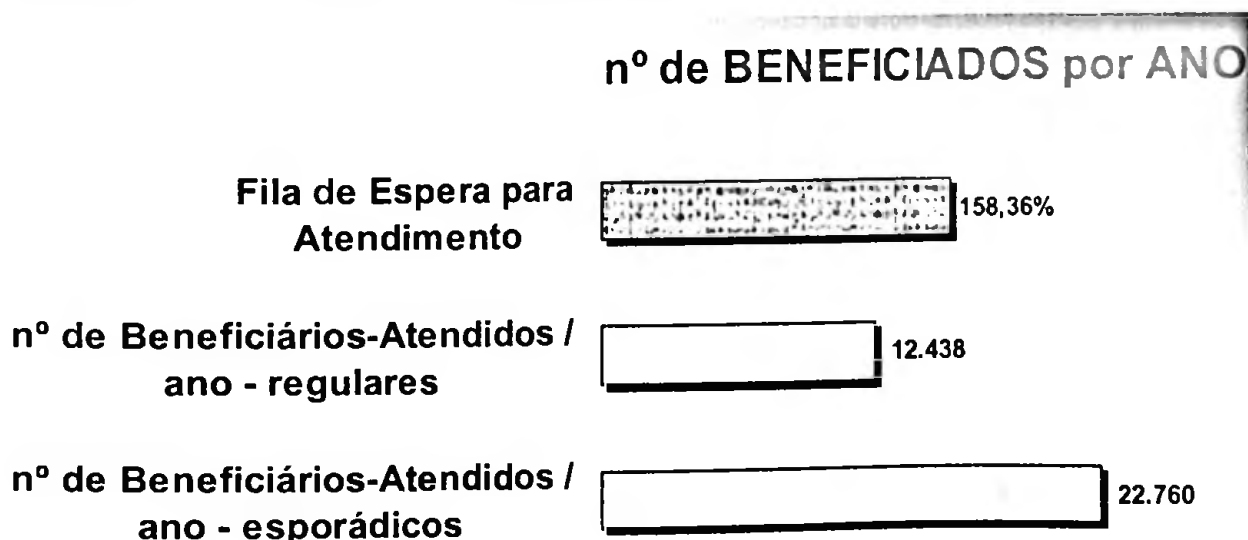 nº de BENEFICIADOS por ANO
Fila de Espera para
Atendimento
158,36%
nº de Beneficiários-Atendidos /
ano - regulares
12.438
nº de Beneficiários-Atendidos /
ano - esporádicos
22.760